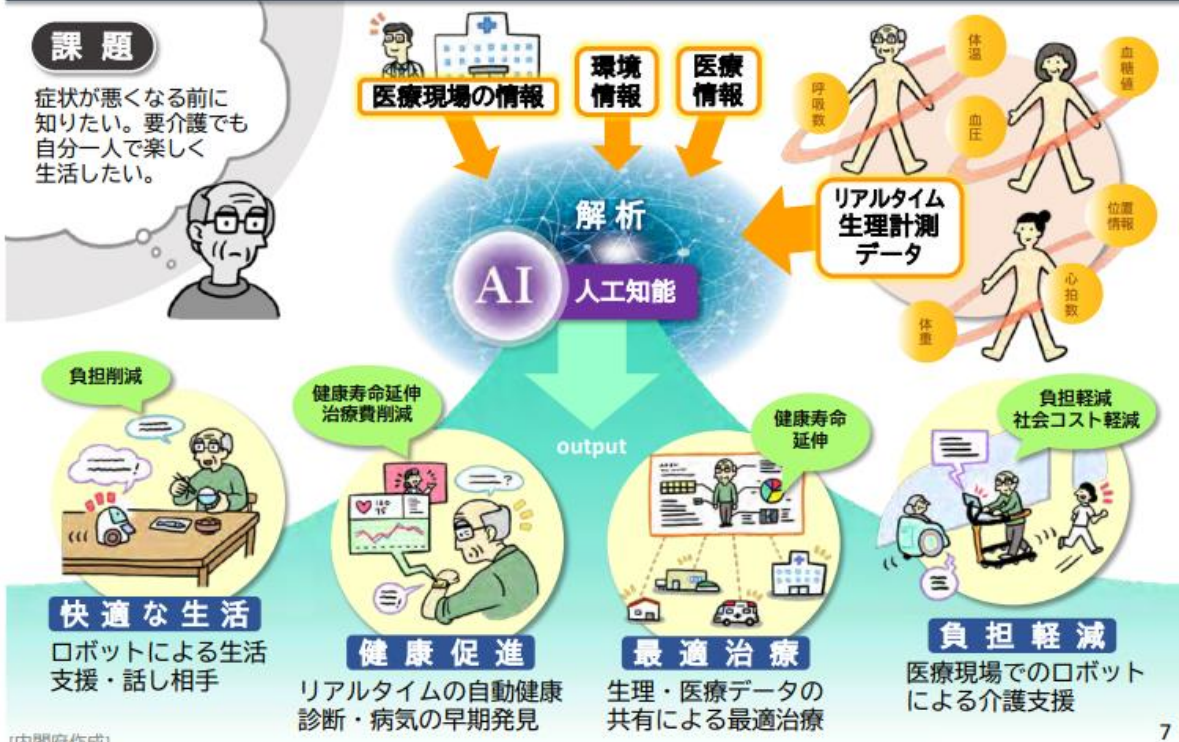 課題
症状が悪くなる前に
知りたい。要介護でも
自分一人で楽しく
生活したい。
医療現場の情報
環境
情報
医療
情報
体温
血糖値
呼吸数
血圧
リアルタイム
生理計測
データ
位置
情報
心拍数
体重
解析
AI
人工知能
output
負担削減
健康寿命延伸
治療費削減
健康寿命
延伸
負担軽減
社会コスト軽減
快適な生活
ロボットによる生活
支援・話し相手
健康促進
リアルタイムの自動健康
診断・病気の早期発見
最適治療
生理・医療データの
共有による最適治療
負担軽減
医療現場でのロボット
による介護支援
7